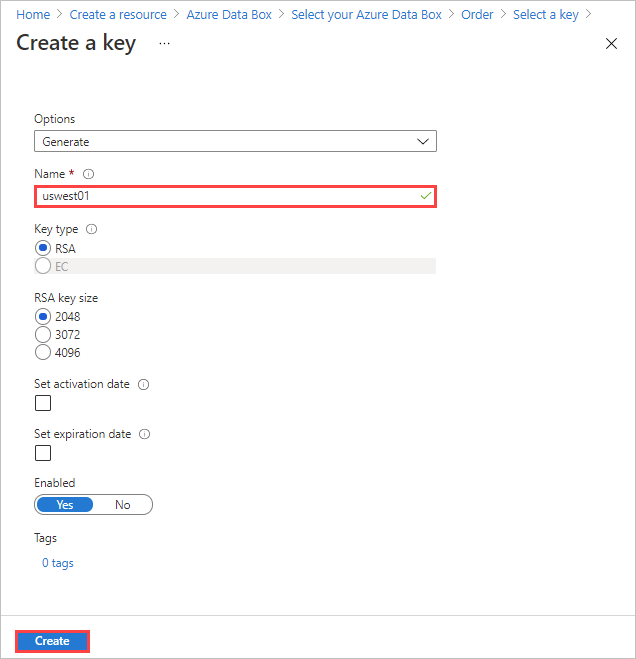 Home > Create a resource > Azure Data Box > Select your Azure Data Box > Order > Select a key >
Create a key ...
Options
Generate
Name *
uswest01
Key type
RSA
EC
RSA key size
2048
3072
4096
Set activation date
Set expiration date
Enabled
Yes No
Tags
0 tags
Create